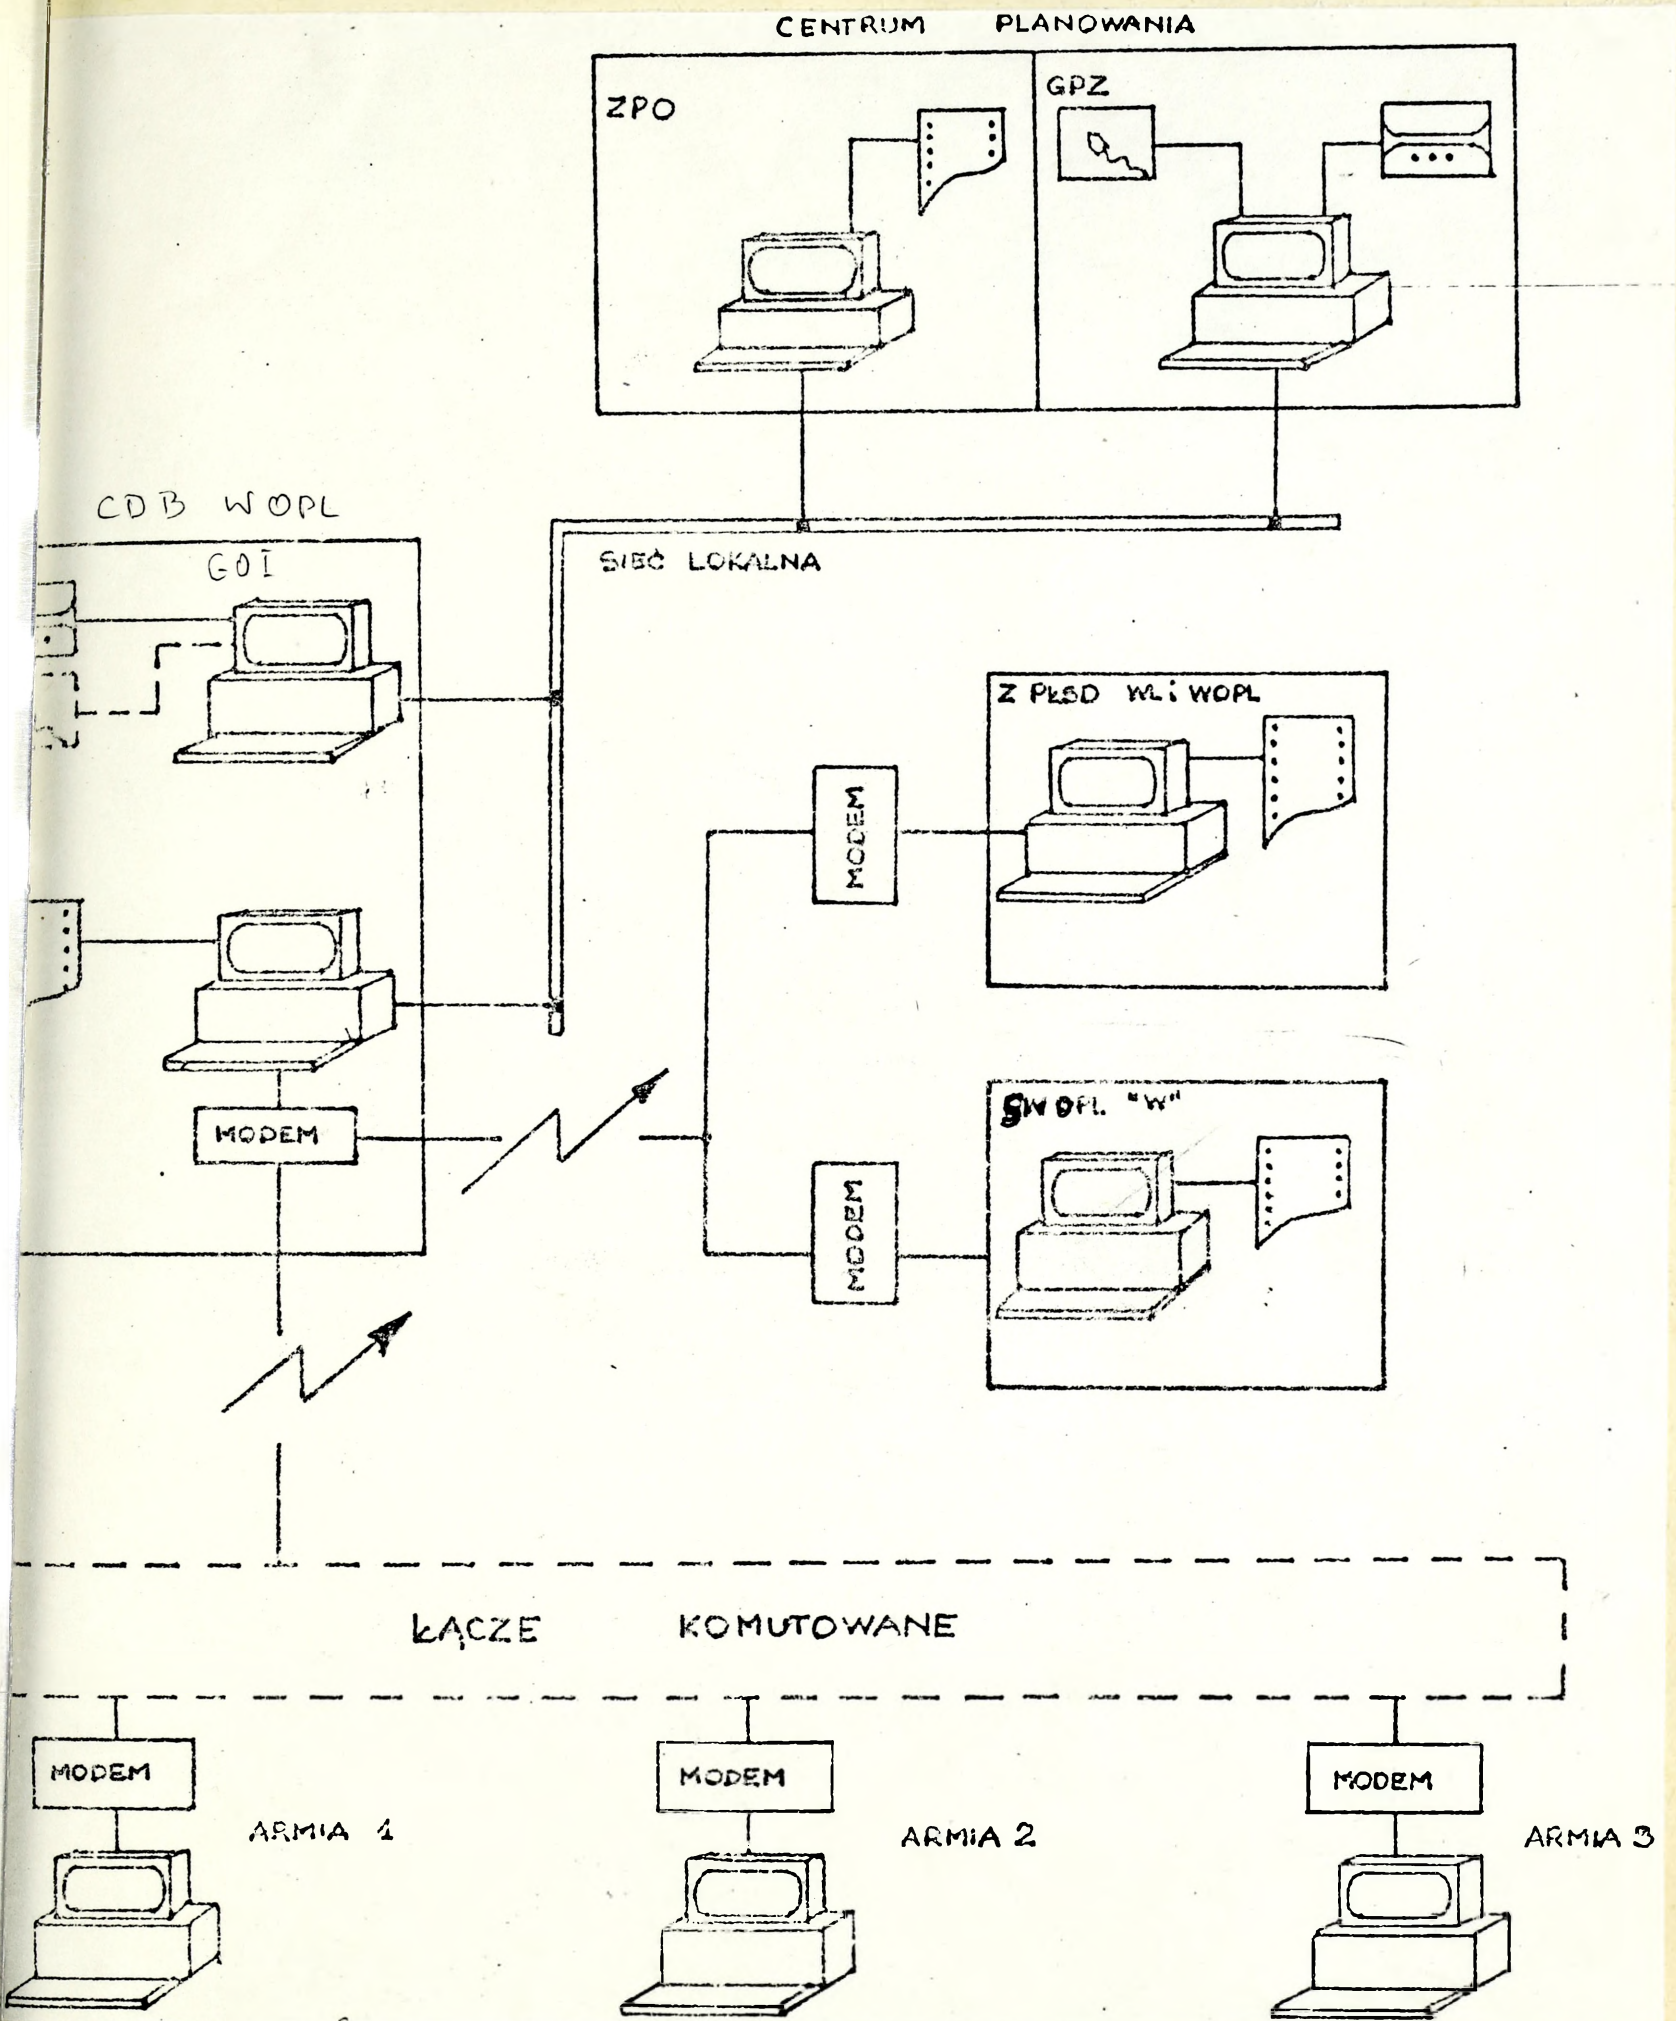 CENTRUM PLANOWANIA
ZPO
GPZ
CDB WOPL
GOI
SIEĆ LOKALNA
Z PŁSD WL i WOPL
MODEM
SWOPL "W"
MODEM
MODEM
ŁĄCZE KOMUTOWANE
MODEM
MODEM
MODEM
ARMIA 1
ARMIA 2
ARMIA 3